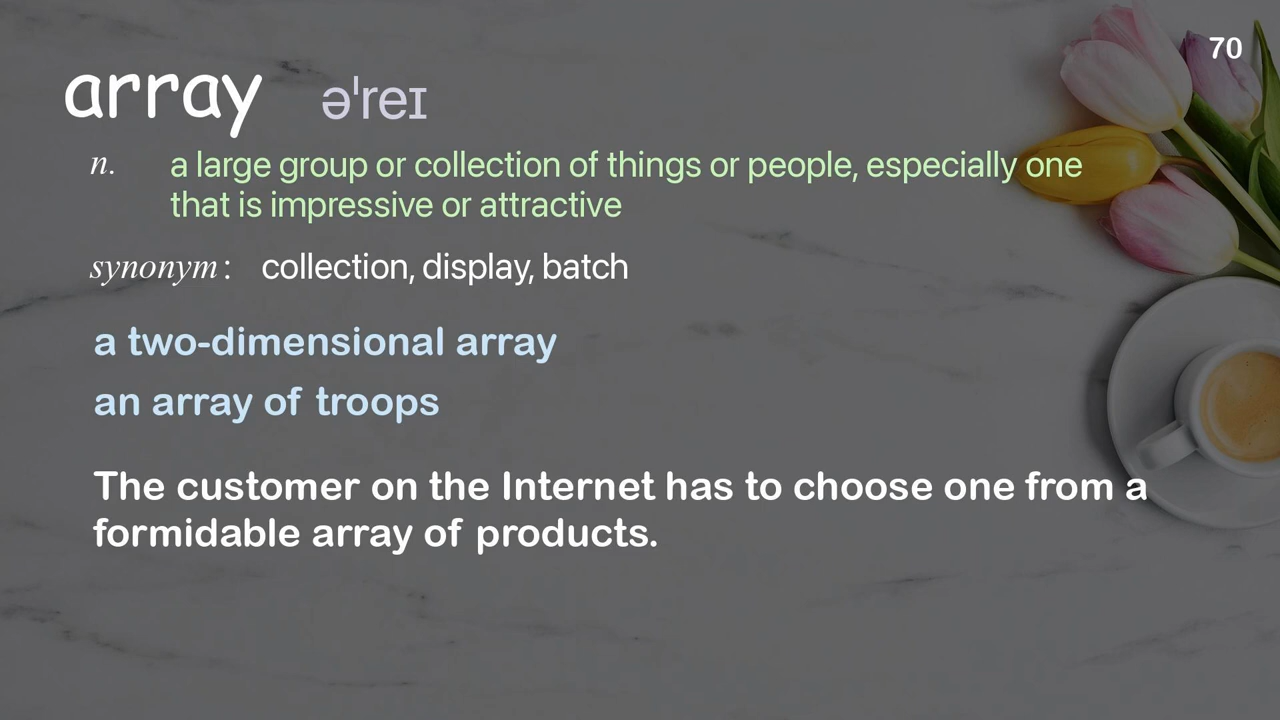 70
array əˈreɪ
n. a large group or collection of things or people, especially one
that is impressive or attractive
synonym: collection, display, batch
a two-dimensional array
an array of troops
The customer on the Internet has to choose one from a
formidable array of products.